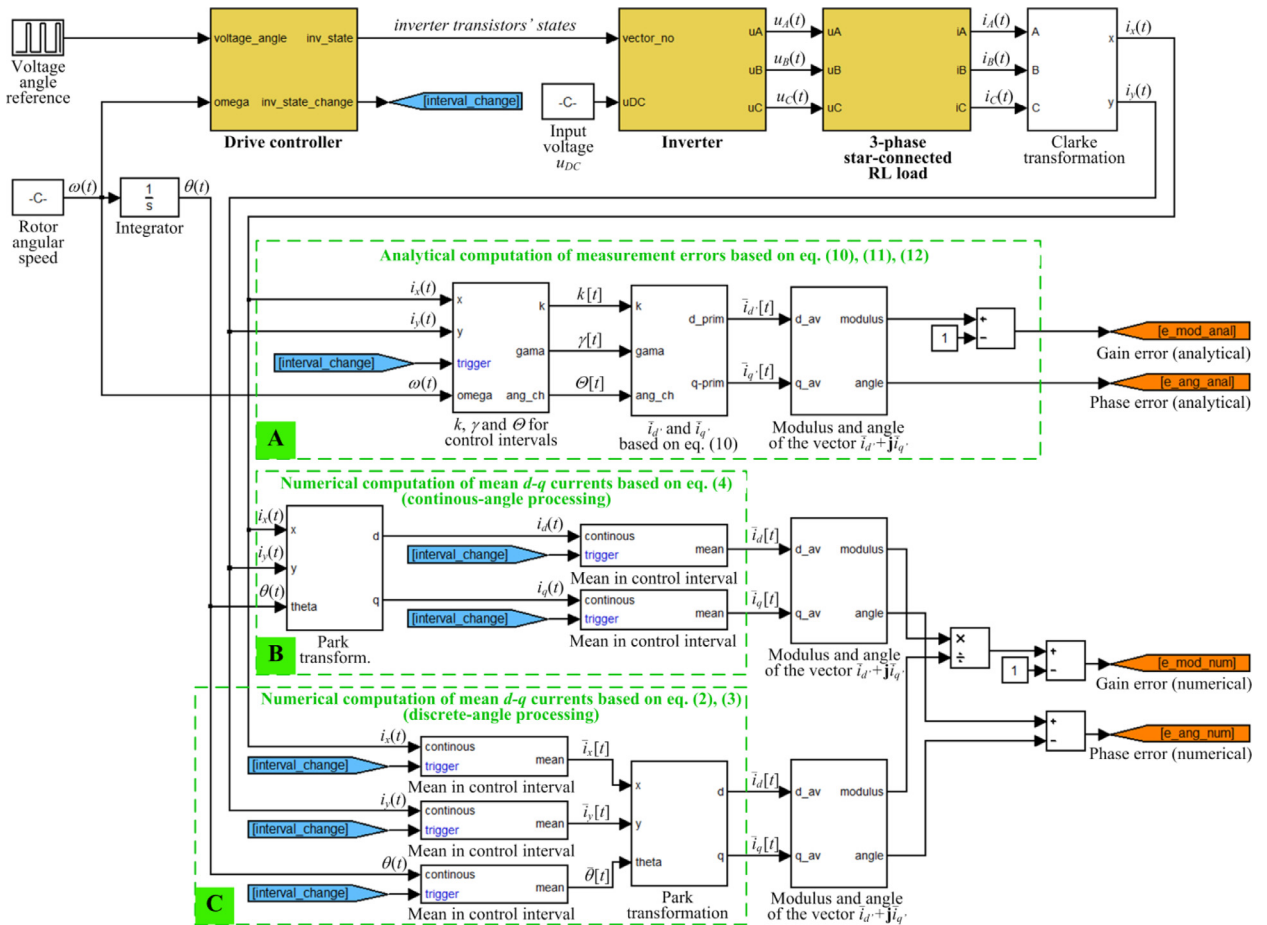 voltage_angle
inv_state
omega
inv_state_change
Drive controller
Voltage
angle
reference
inverter transistors' states
[interval_change]
-C-
Input
voltage
uDC
vector_no
uDC
uA
uB
uC
Inverter
uA(t)
uB(t)
uC(t)
uA
uB
uC
iA
iB
iC
3-phase
star-connected
RL load
iA(t)
iB(t)
iC(t)
A
B
C
x
y
Clarke
transformation
ix(t)
iy(t)
-C-
Rotor
angular
speed
ω(t)
1
s
Integrator
θ(t)
Analytical computation of measurement errors based on eq. (10), (11), (12)
ix(t)
iy(t)
[interval_change]
ω(t)
x
y
trigger
omega
k
gama
ang_ch
k, γ and Θ for
control intervals
k[t]
γ[t]
Θ[t]
k
gama
ang_ch
d_prim
q-prim
i̅d' and i̅q'
based on eq. (10)
i̅d'[t]
i̅q'[t]
d_av
q_av
modulus
angle
Modulus and angle
of the vector i̅d'+ji̅q'
1
+
−
[e_mod_anal]
Gain error (analytical)
[e_ang_anal]
Phase error (analytical)
A
Numerical computation of mean d-q currents based on eq. (4)
(continous-angle processing)
ix(t)
iy(t)
θ(t)
x
y
theta
d
q
Park
transform.
id(t)
[interval_change]
continous
trigger
mean
Mean in control interval
iq(t)
[interval_change]
continous
trigger
mean
Mean in control interval
i̅d[t]
i̅q[t]
d_av
q_av
modulus
angle
Modulus and angle
of the vector i̅d'+ji̅q'
B
×
÷
1
+
−
[e_mod_num]
Gain error (numerical)
+
−
[e_ang_num]
Phase error (numerical)
Numerical computation of mean d-q currents based on eq. (2), (3)
(discrete-angle processing)
ix(t)
[interval_change]
continous
trigger
mean
Mean in control interval
i̅x[t]
iy(t)
[interval_change]
continous
trigger
mean
Mean in control interval
i̅y[t]
θ(t)
[interval_change]
continous
trigger
mean
Mean in control interval
θ̅[t]
x
y
theta
d
q
Park
transformation
i̅d[t]
i̅q[t]
d_av
q_av
modulus
angle
Modulus and angle
of the vector i̅d'+ji̅q'
C